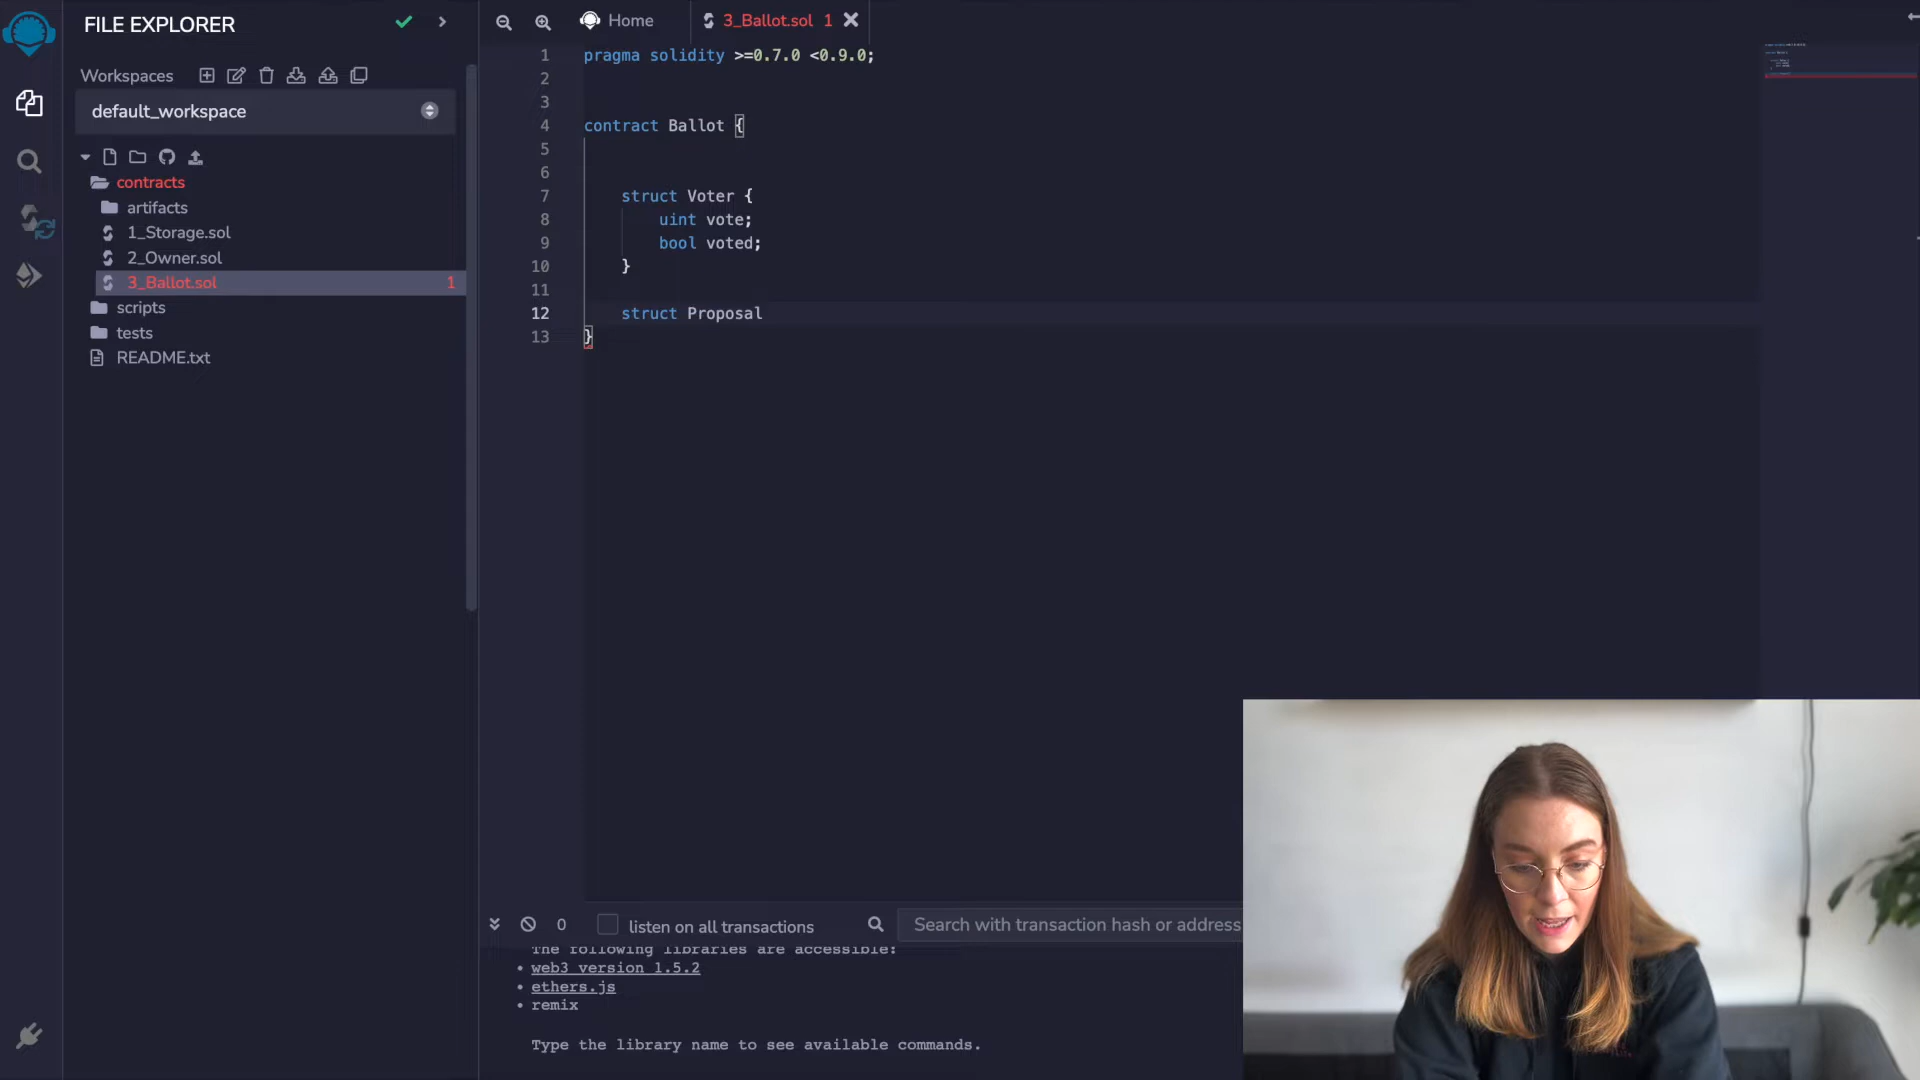 FILE EXPLORER
Workspaces
default_workspace
contracts
artifacts
1_Storage.sol
2_Owner.sol
3_Ballot.sol 1
scripts
tests
README.txt
Home
3_Ballot.sol 1
1 pragma solidity >=0.7.0 <0.9.0;
2
3
4 contract Ballot {
5
6
7 struct Voter {
8 uint vote;
9 bool voted;
10 }
11
12 struct Proposal
13 }
0 listen on all transactions
Search with transaction hash or address
The following libraries are accessible:
• web3 version 1.5.2
• ethers.js
• remix
Type the library name to see available commands.